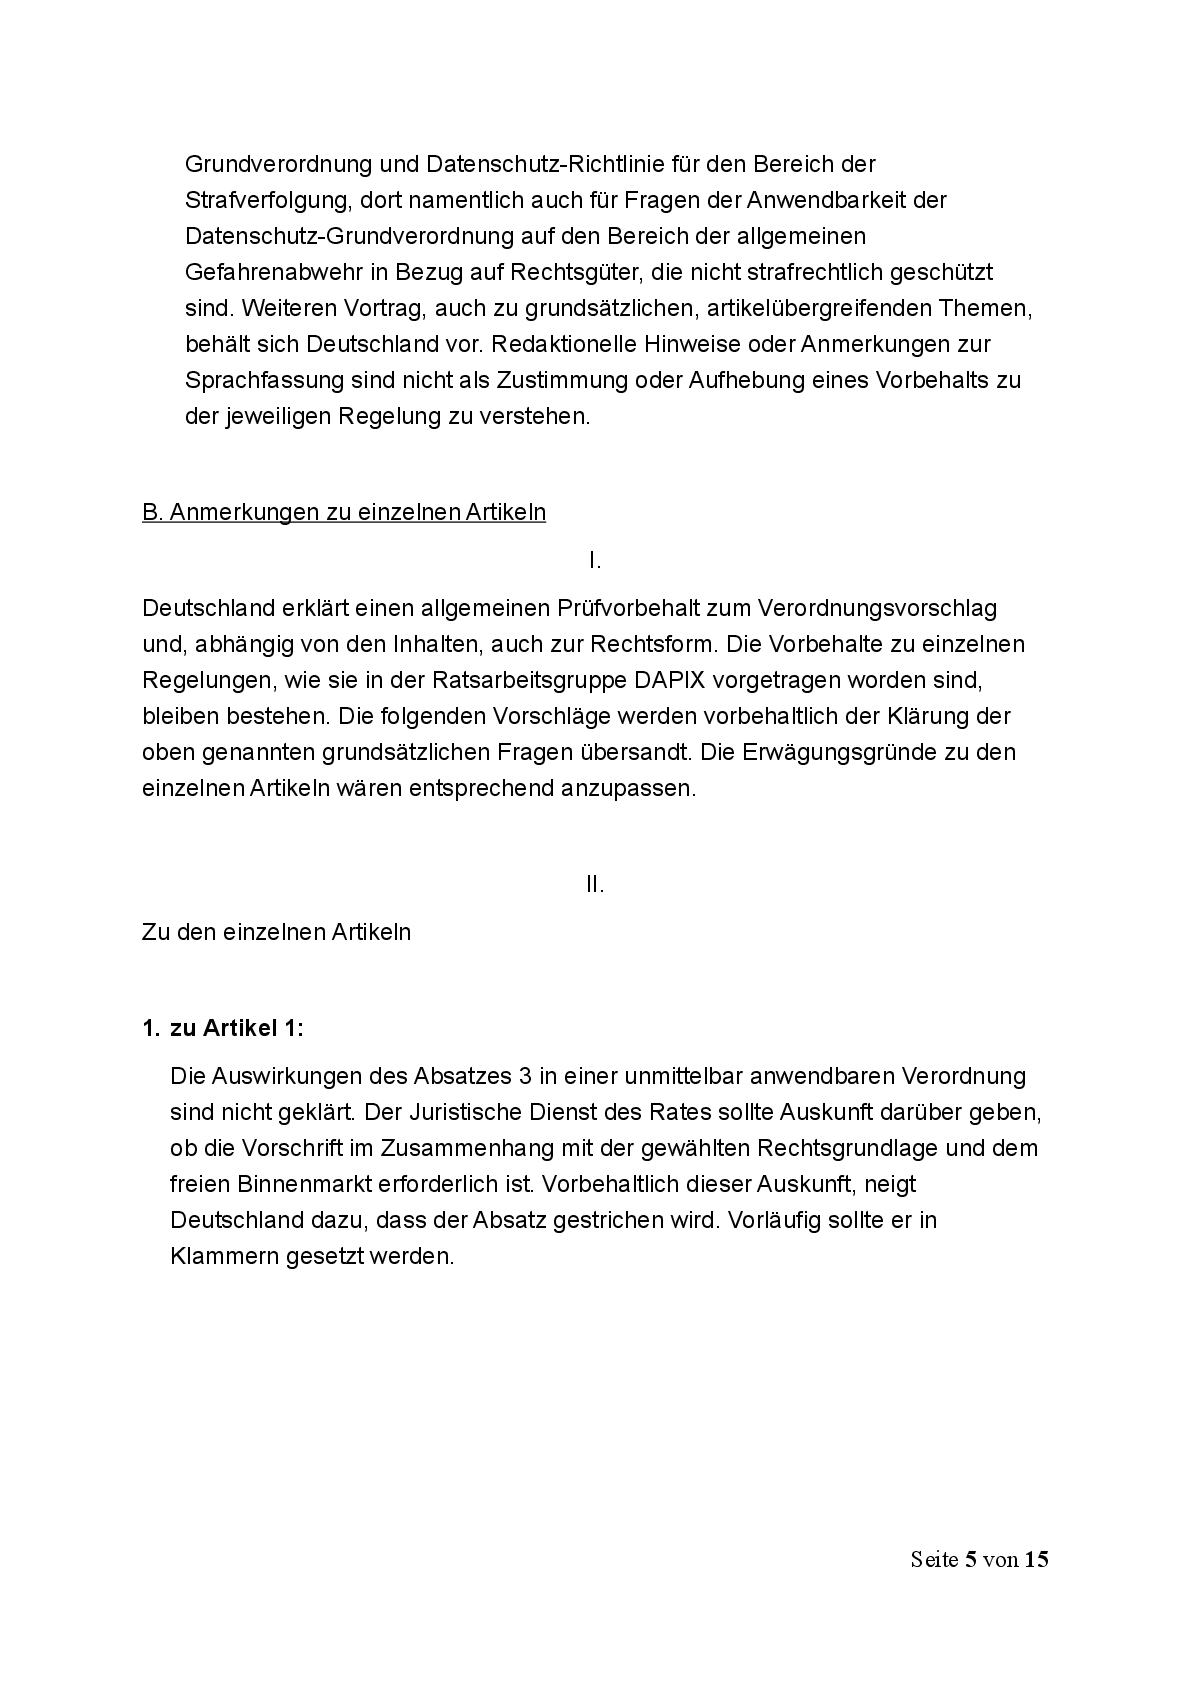 Grundverordnung und Datenschutz-Richtlinie für den Bereich der
Strafverfolgung, dort namentlich auch für Fragen der Anwendbarkeit der
Datenschutz-Grundverordnung auf den Bereich der allgemeinen
Gefahrenabwehr in Bezug auf Rechtsgüter, die nicht strafrechtlich geschützt
sind. Weiteren Vortrag, auch zu grundsätzlichen, artikelübergreifenden Themen,
behält sich Deutschland vor. Redaktionelle Hinweise oder Anmerkungen zur
Sprachfassung sind nicht als Zustimmung oder Aufhebung eines Vorbehalts zu
der jeweiligen Regelung zu verstehen.
B. Anmerkungen zu einzelnen Artikeln
I.
Deutschland erklärt einen allgemeinen Prüfvorbehalt zum Verordnungsvorschlag
und, abhängig von den Inhalten, auch zur Rechtsform. Die Vorbehalte zu einzelnen
Regelungen, wie sie in der Ratsarbeitsgruppe DAPIX vorgetragen worden sind,
bleiben bestehen. Die folgenden Vorschläge werden vorbehaltlich der Klärung der
oben genannten grundsätzlichen Fragen übersandt. Die Erwägungsgründe zu den
einzelnen Artikeln wären entsprechend anzupassen.
II.
Zu den einzelnen Artikeln
1. zu Artikel 1:
Die Auswirkungen des Absatzes 3 in einer unmittelbar anwendbaren Verordnung
sind nicht geklärt. Der Juristische Dienst des Rates sollte Auskunft darüber geben,
ob die Vorschrift im Zusammenhang mit der gewählten Rechtsgrundlage und dem
freien Binnenmarkt erforderlich ist. Vorbehaltlich dieser Auskunft, neigt
Deutschland dazu, dass der Absatz gestrichen wird. Vorläufig sollte er in
Klammern gesetzt werden.
Seite 5 von 15